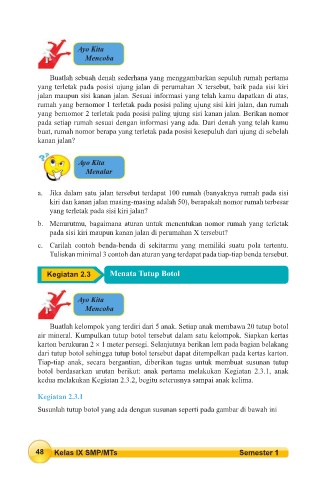 Ayo Kita
Mencoba
Buatlah sebuah denah sederhana yang menggambarkan sepuluh rumah pertama
yang terletak pada posisi ujung jalan di perumahan X tersebut, baik pada sisi kiri
jalan maupun sisi kanan jalan. Sesuai informasi yang telah kamu dapatkan di atas,
rumah yang bernomor 1 terletak pada posisi paling ujung sisi kiri jalan, dan rumah
yang bernomor 2 terletak pada posisi paling ujung sisi kanan jalan. Berikan nomor
pada setiap rumah sesuai dengan informasi yang ada. Dari denah yang telah kamu
buat, rumah nomor berapa yang terletak pada posisi kesepuluh dari ujung di sebelah
kanan jalan?
Ayo Kita
Menalar
a. Jika dalam satu jalan tersebut terdapat 100 rumah (banyaknya rumah pada sisi
kiri dan kanan jalan masing-masing adalah 50), berapakah nomor rumah terbesar
yang terletak pada sisi kiri jalan?
b. Menurutmu, bagaimana aturan untuk menentukan nomor rumah yang terletak
pada sisi kiri maupun kanan jalan di perumahan X tersebut?
c. Carilah contoh benda-benda di sekitarmu yang memiliki suatu pola tertentu.
Tuliskan minimal 3 contoh dan aturan yang terdapat pada tiap-tiap benda tersebut.
Kegiatan 2.3 Menata Tutup Botol
Ayo Kita
Mencoba
Buatlah kelompok yang terdiri dari 5 anak. Setiap anak membawa 20 tutup botol
air mineral. Kumpulkan tutup botol tersebut dalam satu kelompok. Siapkan kertas
karton berukuran 2 × 1 meter persegi. Selanjutnya berikan lem pada bagian belakang
dari tutup botol sehingga tutup botol tersebut dapat ditempelkan pada kertas karton.
Tiap-tiap anak, secara bergantian, diberikan tugas untuk membuat susunan tutup
botol berdasarkan urutan berikut: anak pertama melakukan Kegiatan 2.3.1, anak
kedua melakukan Kegiatan 2.3.2, begitu seterusnya sampai anak kelima.
Kegiatan 2.3.1
Susunlah tutup botol yang ada dengan susunan seperti pada gambar di bawah ini
48 Kelas IX SMP/MTs Semester 1